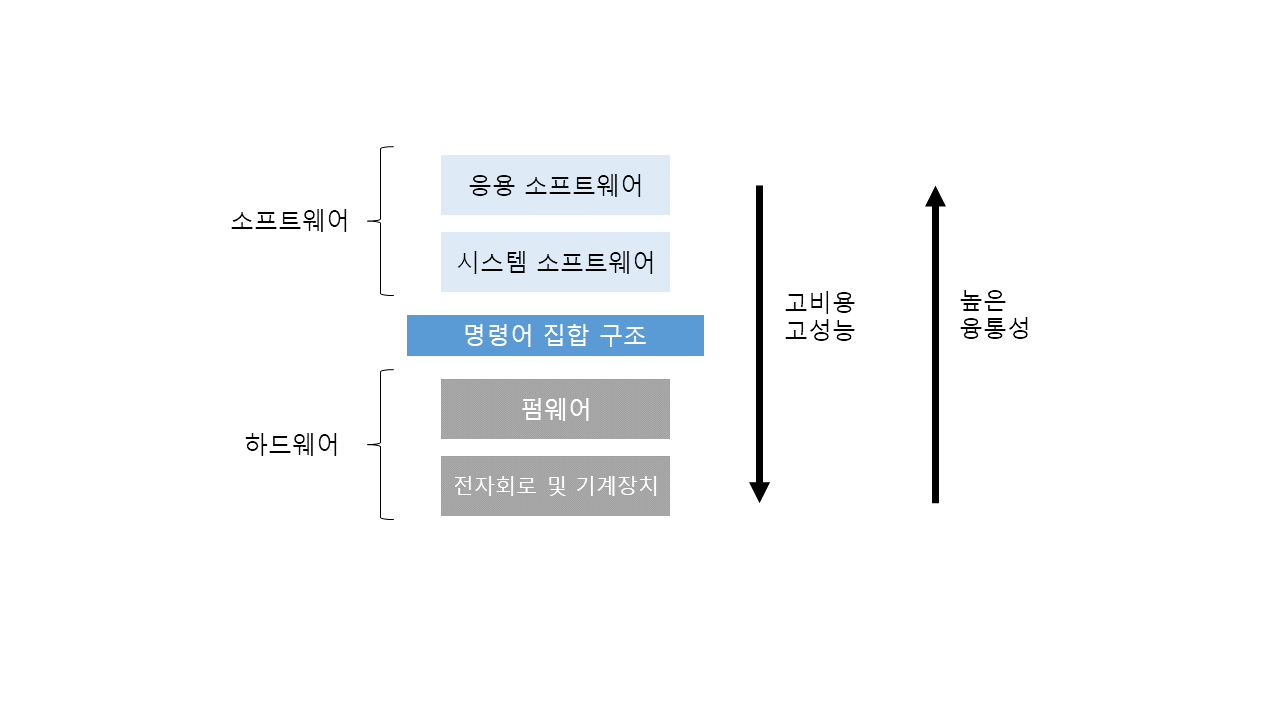 응용 소프트웨어
소프트웨어
시스템 소프트웨어
명령어 집합 구조
고비용
고성능
높은
융통성
펌웨어
하드웨어
전자회로 및 기계장치